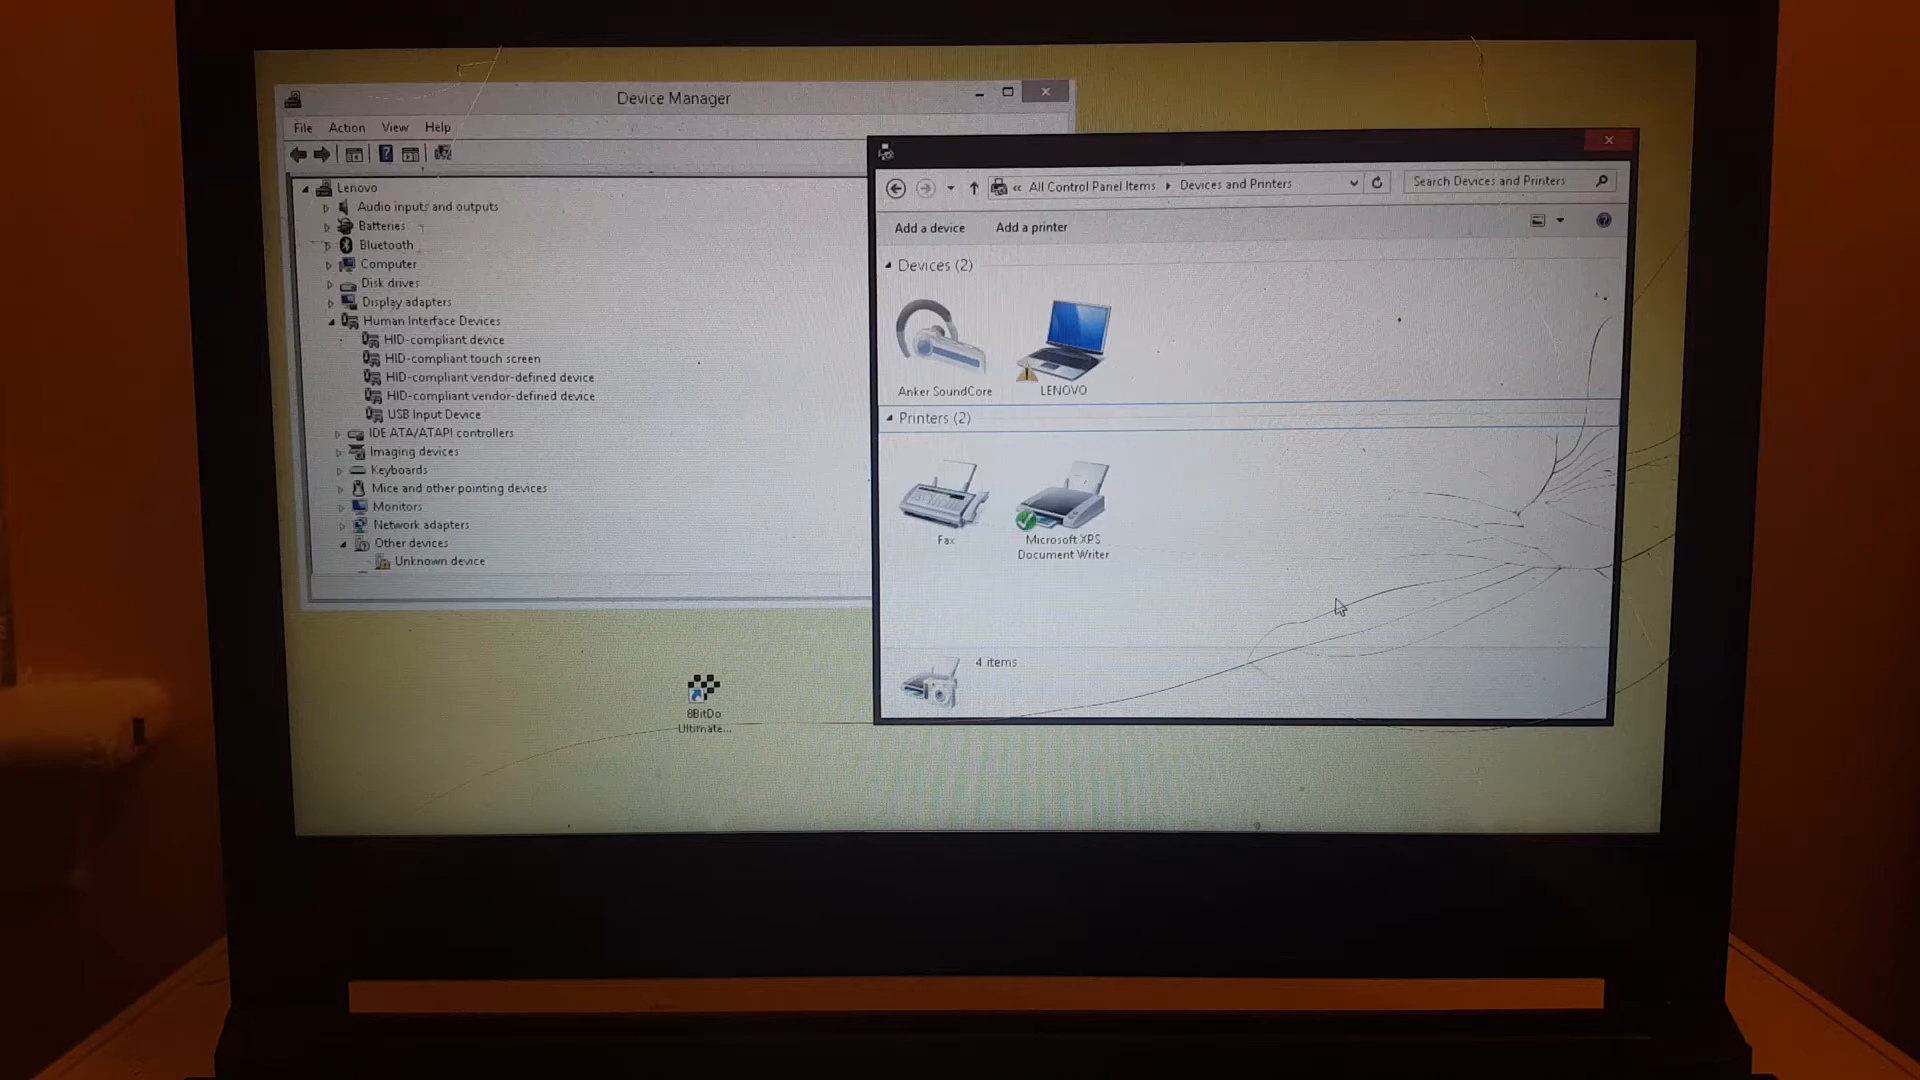 Device Manager
File Action View Help
Lenovo
Audio inputs and outputs
Batteries
Bluetooth
Computer
Disk drives
Display adapters
Human Interface Devices
HID-compliant device
HID-compliant touch screen
HID-compliant vendor-defined device
HID-compliant vendor-defined device
USB Input Device
IDE ATA/ATAPI controllers
Imaging devices
Keyboards
Mice and other pointing devices
Monitors
Network adapters
Other devices
Unknown device
« All Control Panel Items Devices and Printers
Search Devices and Printers
Add a device Add a printer
Devices (2)
Anker SoundCore
LENOVO
Printers (2)
Fax
Microsoft XPS
Document Writer
4 items
8BitDo
Ultimate...